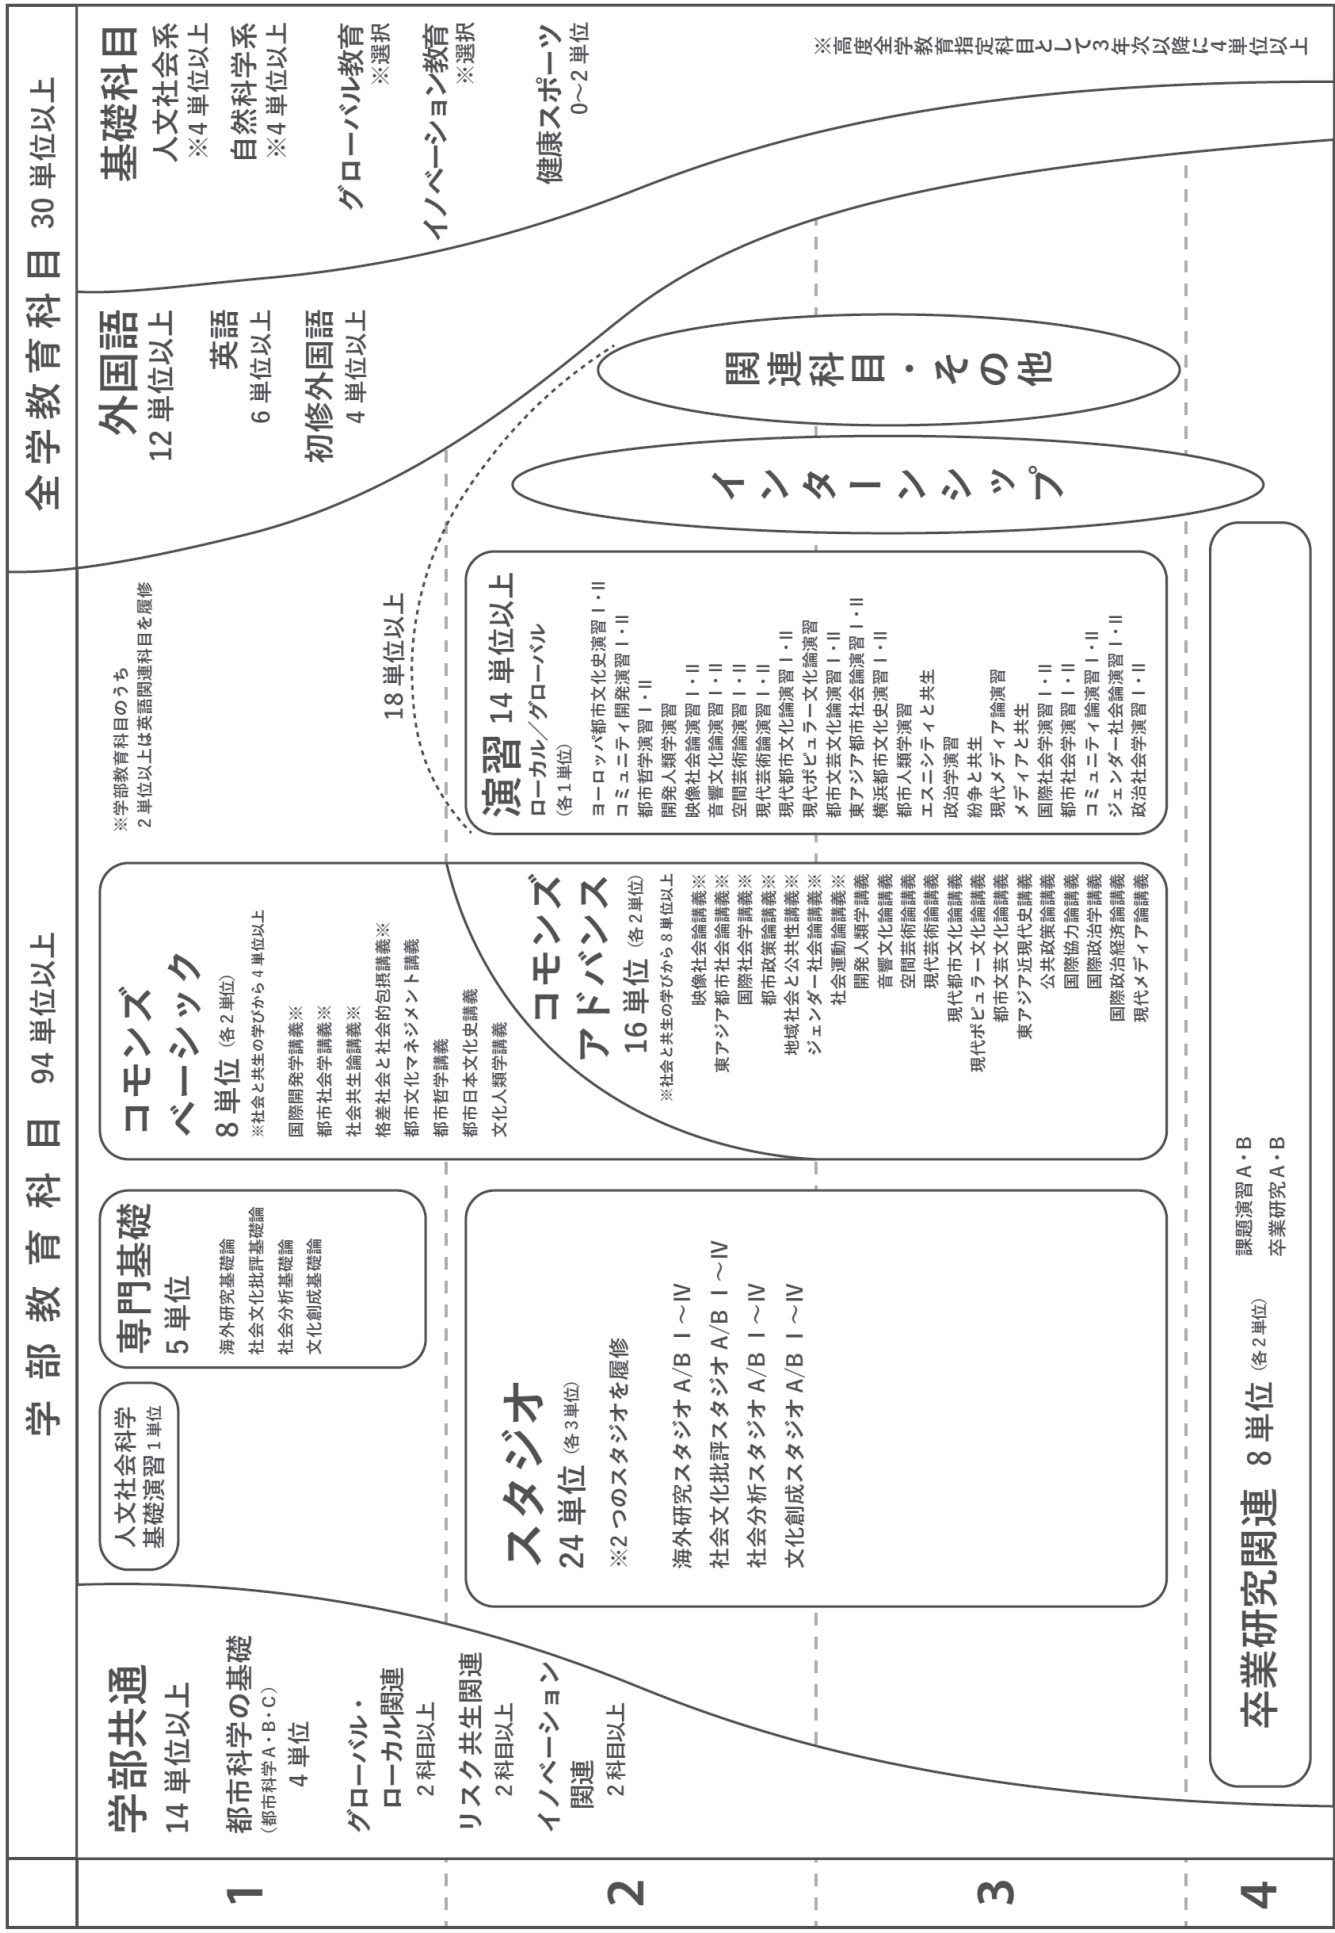 学部教育科目 94 単位以上
全学教育科目 30 単位以上
1
2
3
4
学部共通
14 単位以上
都市科学の基礎
（都市科学 A・B・C）
4 単位
グローバル・
ローカル関連
2 科目以上
リスク共生関連
2 科目以上
イノベーション
関連
2 科目以上
人文社会科学
基礎演習 1 単位
専門基礎
5 単位
海外研究基礎論
社会文化批評基礎論
社会分析基礎論
文化創成基礎論
スタジオ
24 単位（各 3 単位）
※2 つのスタジオを履修
海外研究スタジオ A/B Ⅰ～Ⅳ
社会文化批評スタジオ A/B Ⅰ～Ⅳ
社会分析スタジオ A/B Ⅰ～Ⅳ
文化創成スタジオ A/B Ⅰ～Ⅳ
コモンズ
ベーシック
8 単位（各 2 単位）
※社会と共生の学びから 4 単位以上
国際開発学講義※
都市社会学講義※
社会共生論講義※
格差社会と社会的包摂講義※
都市文化マネジメント講義
都市哲学講義
都市日本文化史講義
文化人類学講義
コモンズ
アドバンス
16 単位（各 2 単位）
※社会と共生の学びから 8 単位以上
映像社会論講義※
東アジア都市社会論講義※
国際社会学講義※
都市政策論講義※
地域社会と公共性講義※
ジェンダー社会論講義※
社会運動論講義※
開発人類学講義
音響文化論講義
空間芸術論講義
現代芸術論講義
現代都市文化論講義
現代ポピュラー文化論講義
都市文芸文化論講義
東アジア近現代史講義
公共政策論講義
国際協力論講義
国際政治学講義
国際政治経済論講義
現代メディア論講義
※学部教育科目のうち
2 単位以上は英語関連科目を履修
18 単位以上
演習 14 単位以上
ローカル／グローバル
（各 1 単位）
ヨーロッパ都市文化史演習 Ⅰ・Ⅱ
コミュニティ開発演習 Ⅰ・Ⅱ
都市哲学演習 Ⅰ・Ⅱ
開発人類学演習
映像社会論演習 Ⅰ・Ⅱ
音響文化論演習 Ⅰ・Ⅱ
空間芸術論演習 Ⅰ・Ⅱ
現代芸術論演習 Ⅰ・Ⅱ
現代都市文化論演習 Ⅰ・Ⅱ
現代ポピュラー文化論演習
都市文芸文化論演習 Ⅰ・Ⅱ
東アジア都市社会論演習 Ⅰ・Ⅱ
横浜都市文化史演習 Ⅰ・Ⅱ
都市人類学演習
エスニシティと共生
政治学演習
紛争と共生
現代メディア論演習
メディアと共生
国際社会学演習 Ⅰ・Ⅱ
都市社会学演習 Ⅰ・Ⅱ
コミュニティ論演習 Ⅰ・Ⅱ
ジェンダー社会論演習 Ⅰ・Ⅱ
政治社会学演習 Ⅰ・Ⅱ
インターンシップ
関連科目・その他
外国語
12 単位以上
英語
6 単位以上
初修外国語
4 単位以上
基礎科目
人文社会系
※4 単位以上
自然科学系
※4 単位以上
グローバル教育
※選択
イノベーション教育
※選択
健康スポーツ
0～2 単位
※高度全学教育指定科目として 3 年次以降に 4 単位以上
卒業研究関連 8 単位（各 2 単位）
課題演習 A・B
卒業研究 A・B